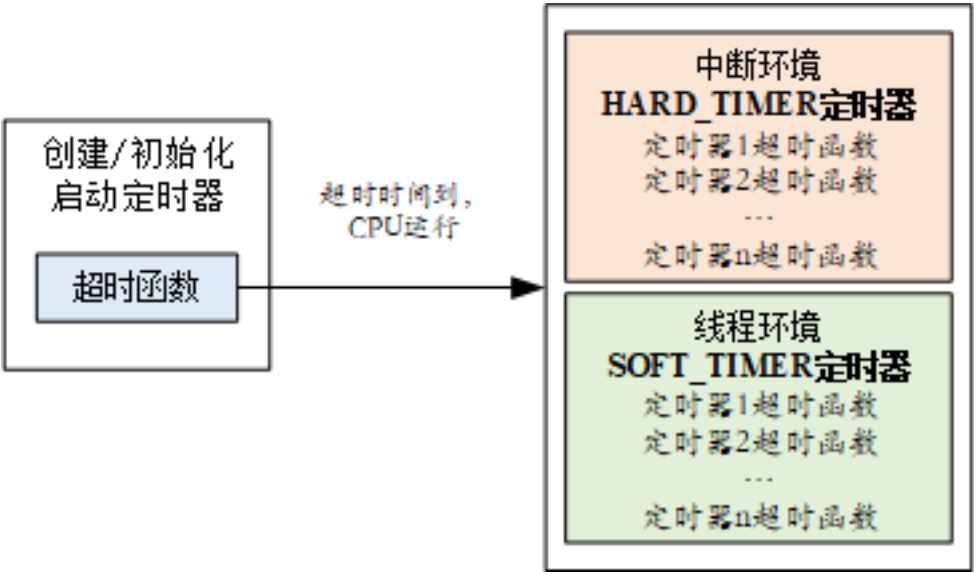 创建/初始化
启动定时器
超时函数
超时时间到，
CPU运行
中断环境
HARD_TIMER定时器
定时器1超时函数
定时器2超时函数
...
定时器n超时函数
线程环境
SOFT_TIMER定时器
定时器1超时函数
定时器2超时函数
...
定时器n超时函数